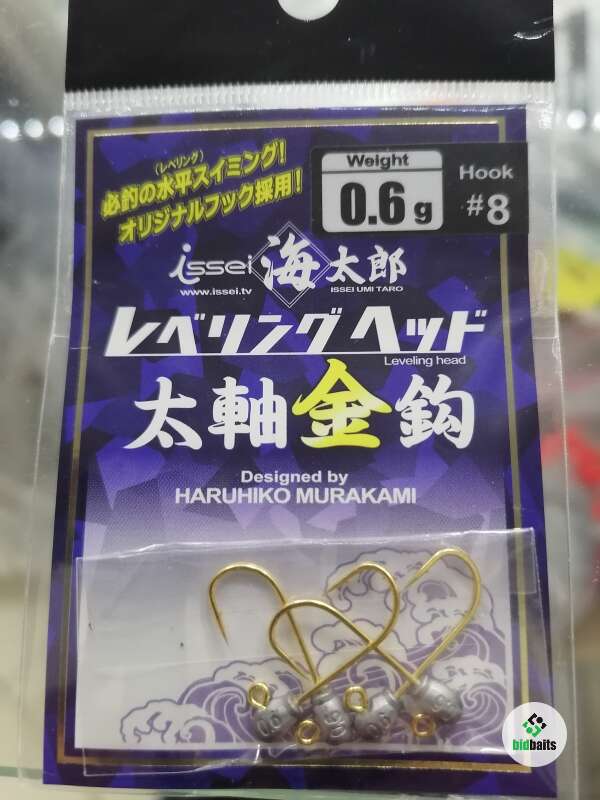 (レベリング)
必釣の水平スイミング!
オリジナルフック採用!
Weight
0.6g
Hook
#8
issei 海太郎
www.issei.tv
ISSEI UMI TARO
レベリングヘッド
Leveling head
太軸金鈎
Designed by
HARUHIKO MURAKAMI
bidbaits